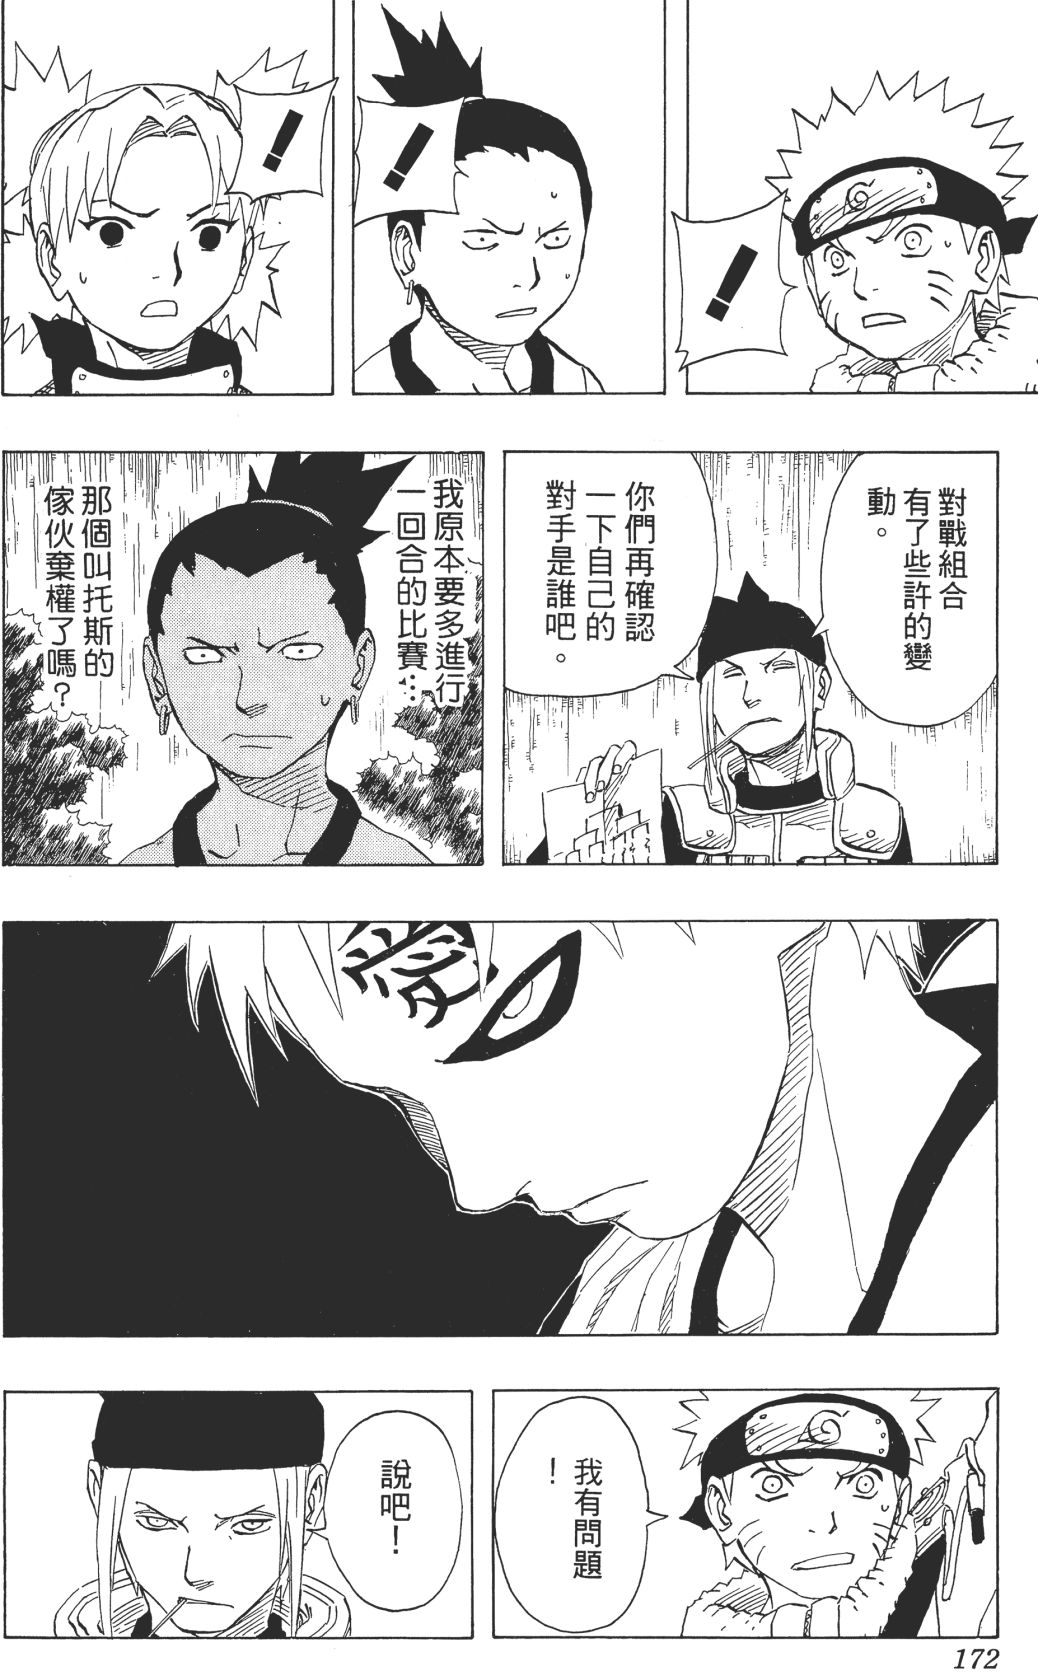 ！
！
！
對戰組合
有了些許的變
動。
你們再確認
一下自己的
對手是誰吧。
我原本要多進行
一回合的比賽…
那個叫托斯的
傢伙棄權了嗎？
愛
我有問題
！
說吧！
172